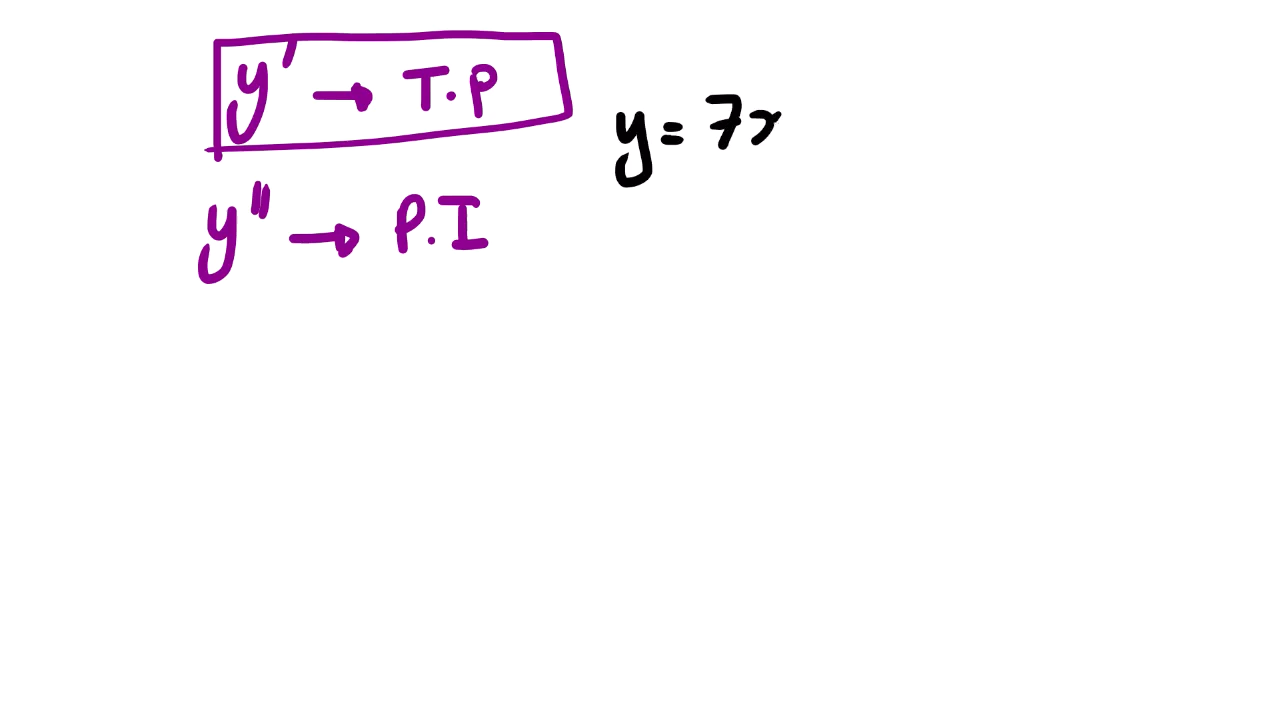 y' → T.P
y = 7x
y'' → P.I